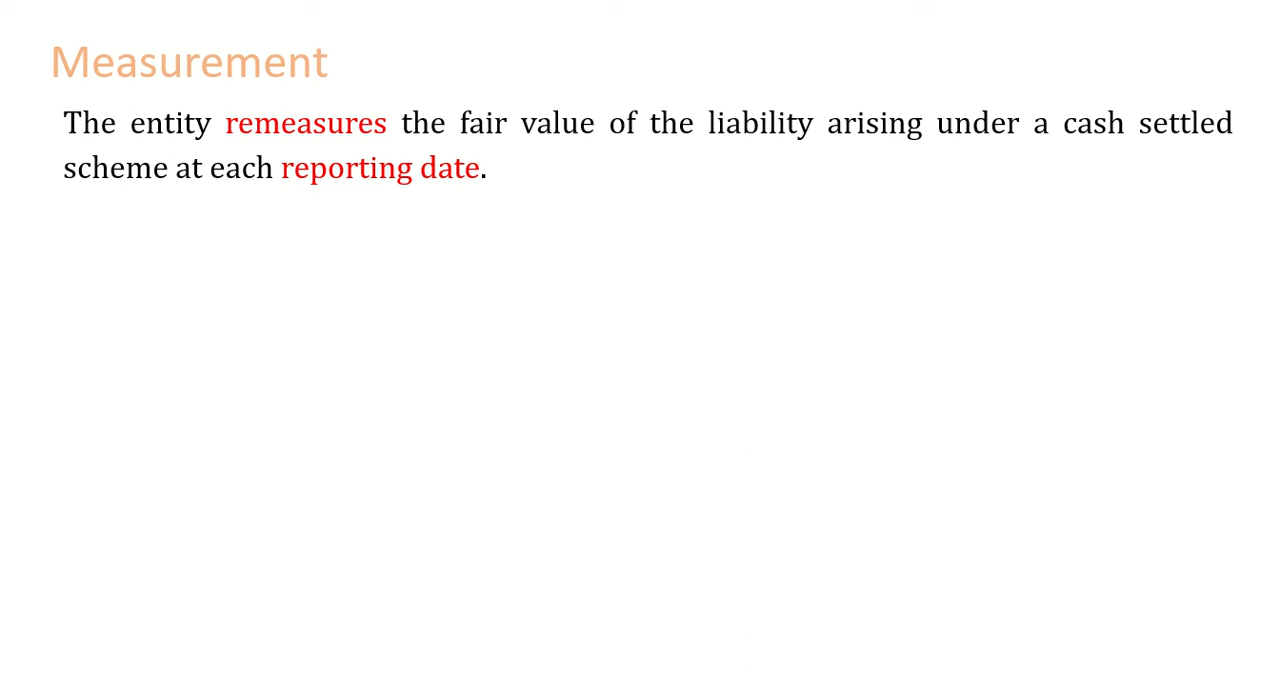 Measurement
The entity remeasures the fair value of the liability arising under a cash settled
scheme at each reporting date.